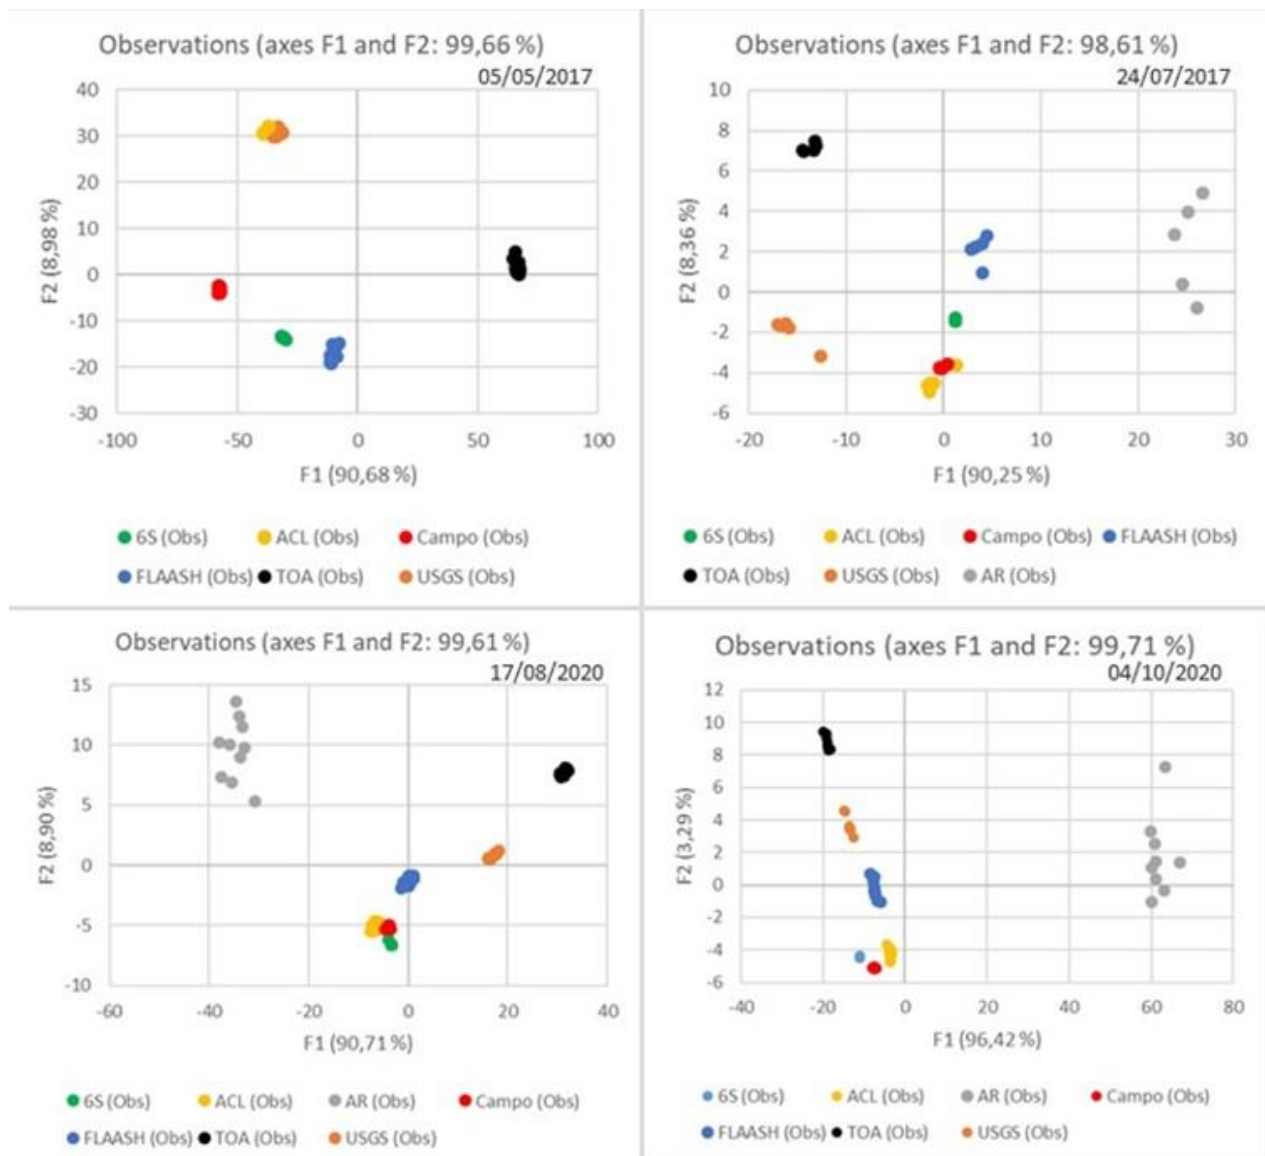 Observations (axes F1 and F2: 99,66 %)
05/05/2017
40
30
20
10
0
-10
-20
-30
F2 (8,98 %)
-100 -50 0 50 100
F1 (90,68 %)
6S (Obs) ACL (Obs) Campo (Obs)
FLAASH (Obs) TOA (Obs) USGS (Obs)
Observations (axes F1 and F2: 98,61 %)
24/07/2017
10
8
6
4
2
0
-2
-4
-6
F2 (8,36 %)
-20 -10 0 10 20 30
F1 (90,25 %)
6S (Obs) ACL (Obs) Campo (Obs) FLAASH (Obs)
TOA (Obs) USGS (Obs) AR (Obs)
Observations (axes F1 and F2: 99,61 %)
17/08/2020
15
10
5
0
-5
-10
F2 (8,90 %)
-60 -40 -20 0 20 40
F1 (90,71 %)
6S (Obs) ACL (Obs) AR (Obs) Campo (Obs)
FLAASH (Obs) TOA (Obs) USGS (Obs)
Observations (axes F1 and F2: 99,71 %)
04/10/2020
12
10
8
6
4
2
0
-2
-4
-6
F2 (3,29 %)
-40 -20 0 20 40 60 80
F1 (96,42 %)
6S (Obs) ACL (Obs) AR (Obs) Campo (Obs)
FLAASH (Obs) TOA (Obs) USGS (Obs)